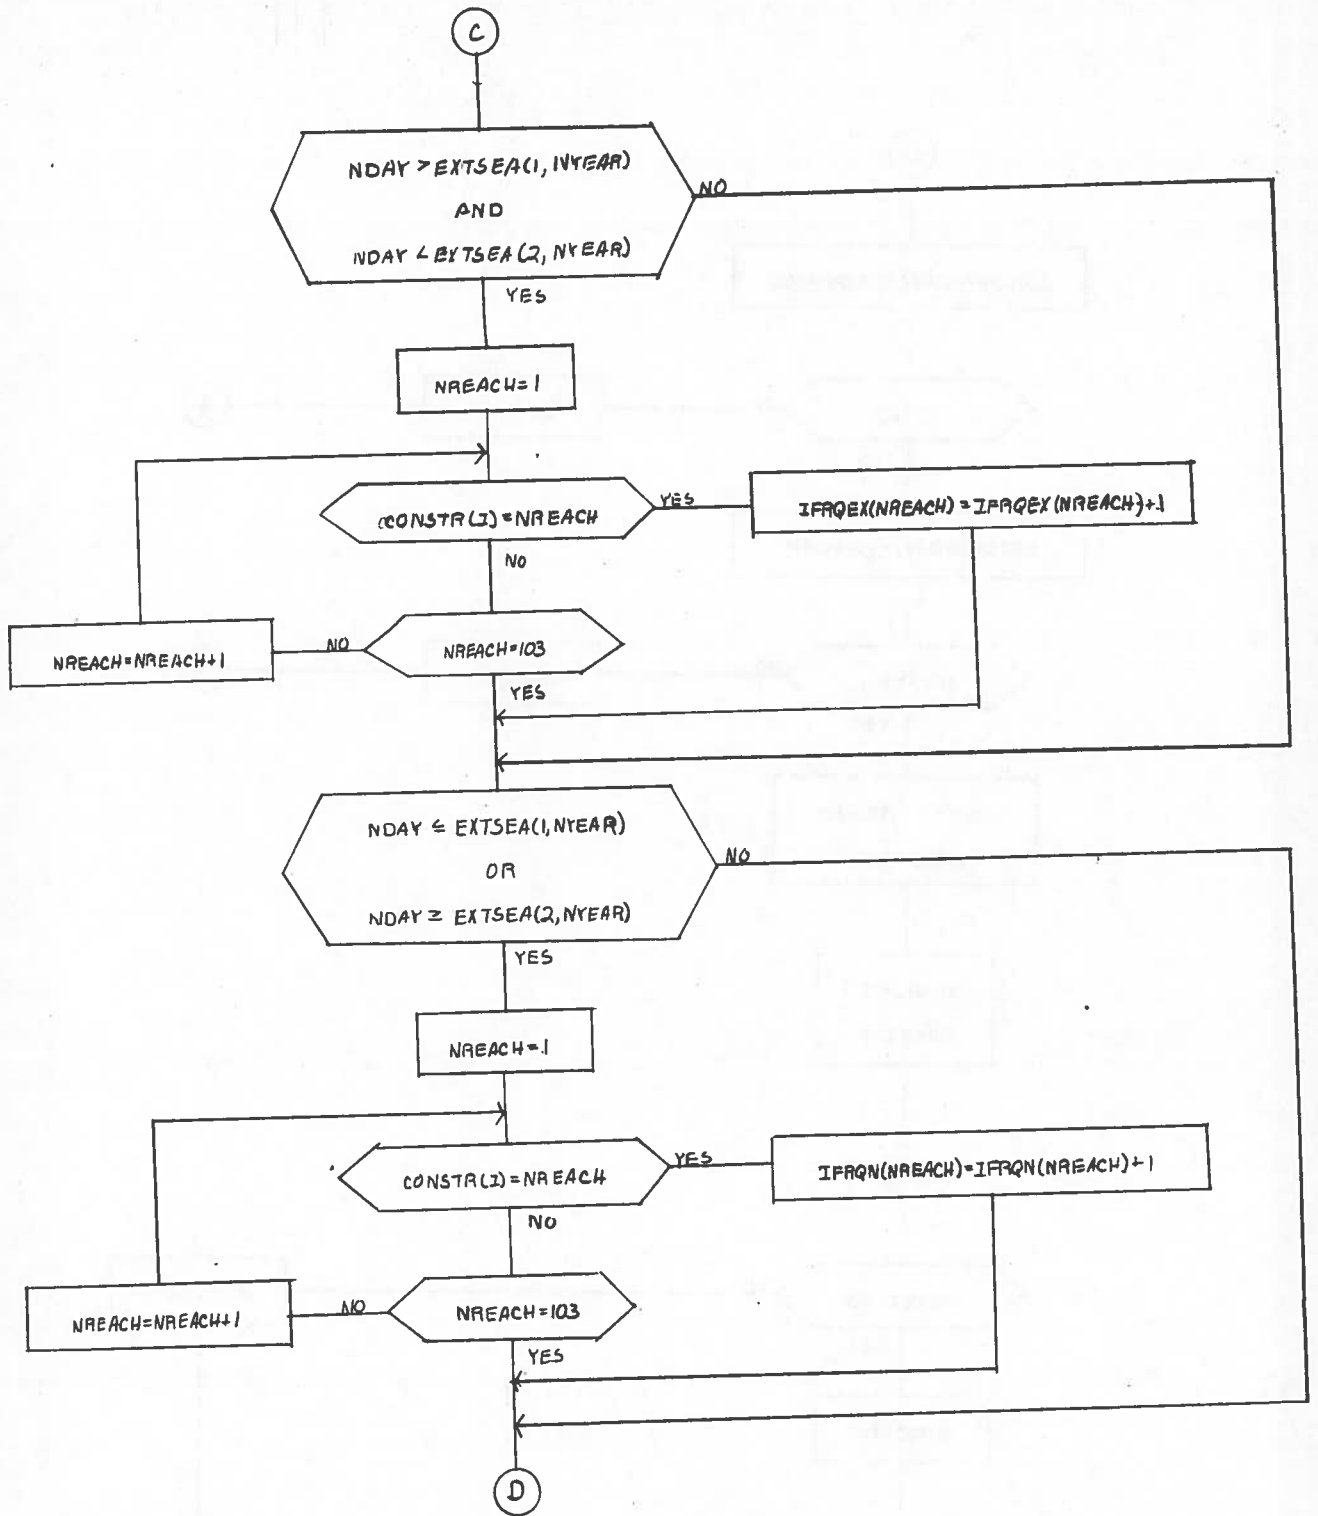 C
NDAY > EXTSEA(1, NYEAR)
AND
NDAY < EXTSEA(2, NYEAR)
NO
YES
NREACH=1
CONSTR(I)=NREACH
YES
IFRQEX(NREACH)=IFRQEX(NREACH)+1
NO
NREACH=NREACH+1
NO
NREACH=103
YES
NDAY ≤ EXTSEA(1, NYEAR)
OR
NDAY ≥ EXTSEA(2, NYEAR)
NO
YES
NREACH=1
CONSTR(I)=NREACH
YES
IFRQN(NREACH)=IFRQN(NREACH)+1
NO
NREACH=NREACH+1
NO
NREACH=103
YES
D